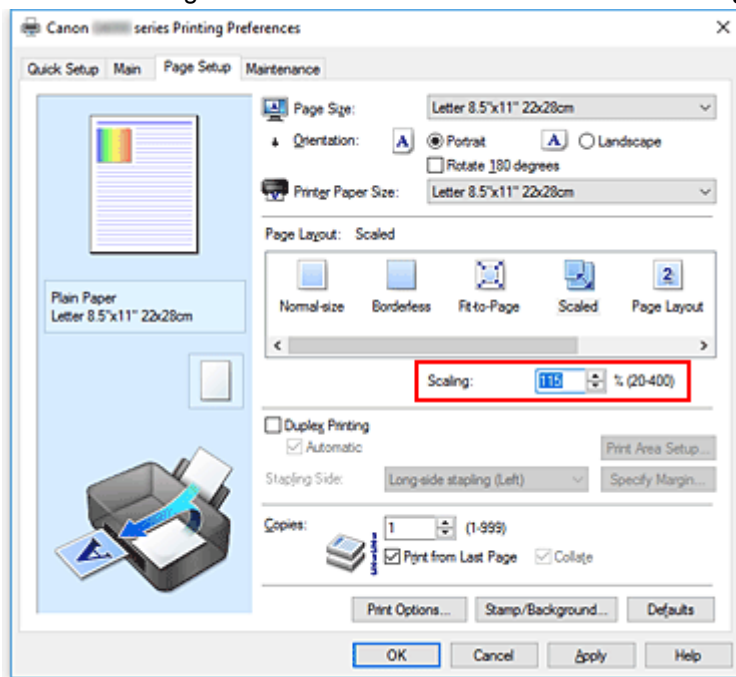 Canon series Printing Preferences
Quick Setup Main Page Setup Maintenance
Page Size: Letter 8.5"x11" 22x28cm
Orientation: A Portrait A Landscape
Rotate 180 degrees
Printer Paper Size: Letter 8.5"x11" 22x28cm
Page Layout: Scaled
2
Normal-size Borderless Fit-to-Page Scaled Page Layout
Plain Paper
Letter 8.5"x11" 22x28cm
Scaling: 115 % (20-400)
Duplex Printing
Automatic
Print Area Setup...
Stapling Side: Long-side stapling (Left) Specify Margin...
Copies: 1 (1-999)
Print from Last Page Collate
A
Print Options... Stamp/Background... Defaults
OK Cancel Apply Help